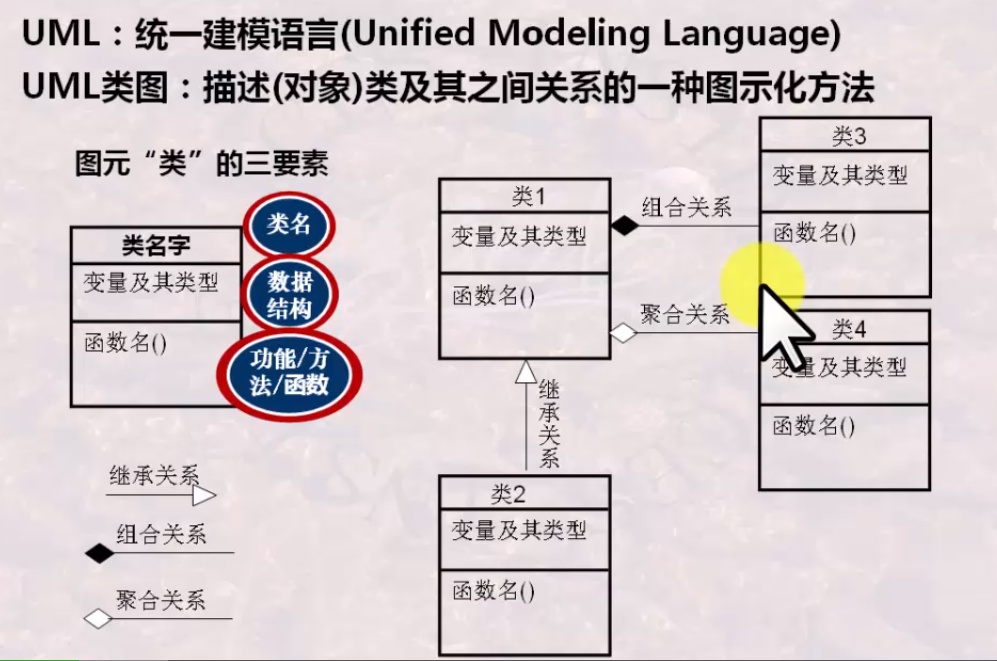 UML：统一建模语言(Unified Modeling Language)
UML类图：描述(对象)类及其之间关系的一种图示化方法
图元“类”的三要素
类名字
变量及其类型
函数名()
类名
数据
结构
功能/方
法/函数
继承关系
组合关系
聚合关系
类1
变量及其类型
函数名()
组合关系
聚合关系
继承关系
类2
变量及其类型
函数名()
类3
变量及其类型
函数名()
类4
变量及其类型
函数名()